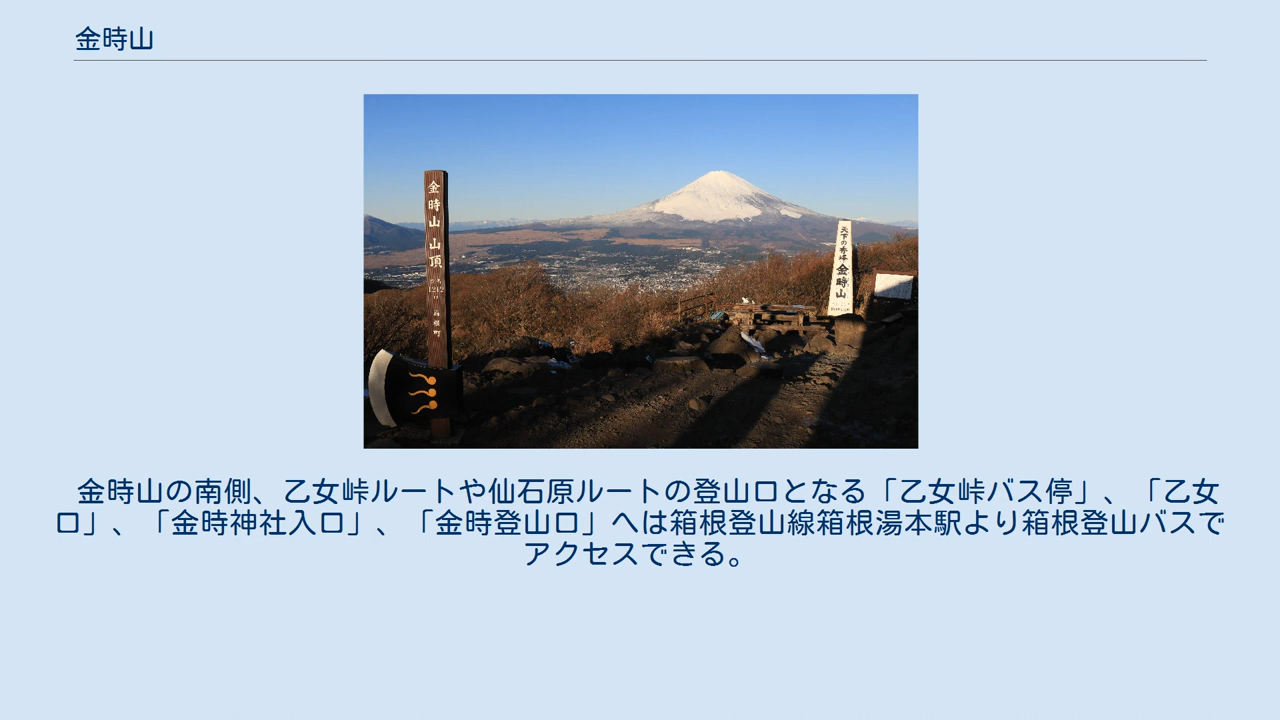 金時山
金時山山頂
1212
箱根町
天下の秀峰
金時山
金時山の南側、乙女峠ルートや仙石原ルートの登山口となる「乙女峠バス停」、「乙女
口」、「金時神社入口」、「金時登山口」へは箱根登山線箱根湯本駅より箱根登山バスで
アクセスできる。